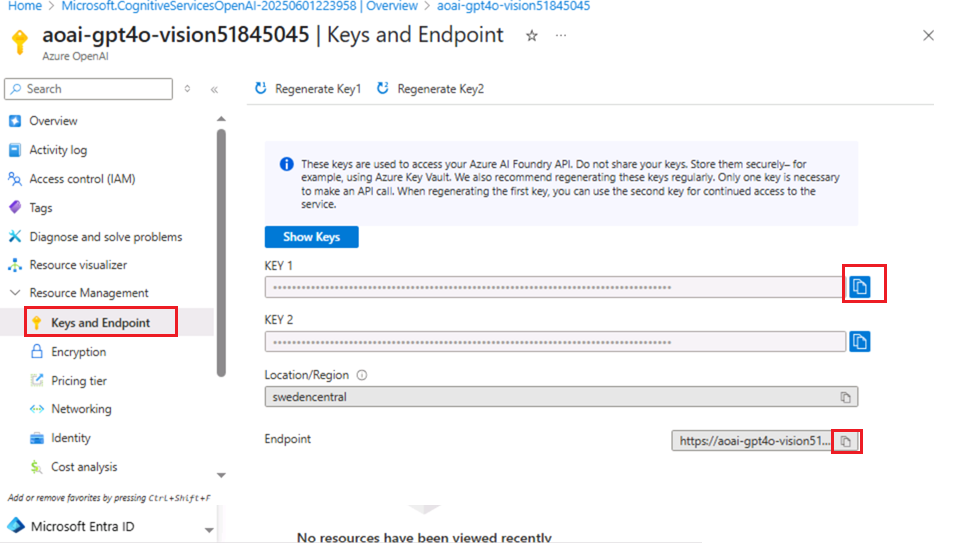 Home > Microsoft.CognitiveServicesOpenAI-20250601223958 | Overview > aoai-gpt4o-vision51845045
aoai-gpt4o-vision51845045 | Keys and Endpoint
Azure OpenAI
Search
Regenerate Key1 Regenerate Key2
Overview
Activity log
Access control (IAM)
Tags
Diagnose and solve problems
Resource visualizer
Resource Management
Keys and Endpoint
Encryption
Pricing tier
Networking
Identity
Cost analysis
Add or remove favorites by pressing Ctrl+Shift+F
Microsoft Entra ID
These keys are used to access your Azure AI Foundry API. Do not share your keys. Store them securely– for
example, using Azure Key Vault. We also recommend regenerating these keys regularly. Only one key is necessary
to make an API call. When regenerating the first key, you can use the second key for continued access to the
service.
Show Keys
KEY 1
KEY 2
Location/Region
swedencentral
Endpoint
https://aoai-gpt4o-vision51...
No resources have been viewed recently